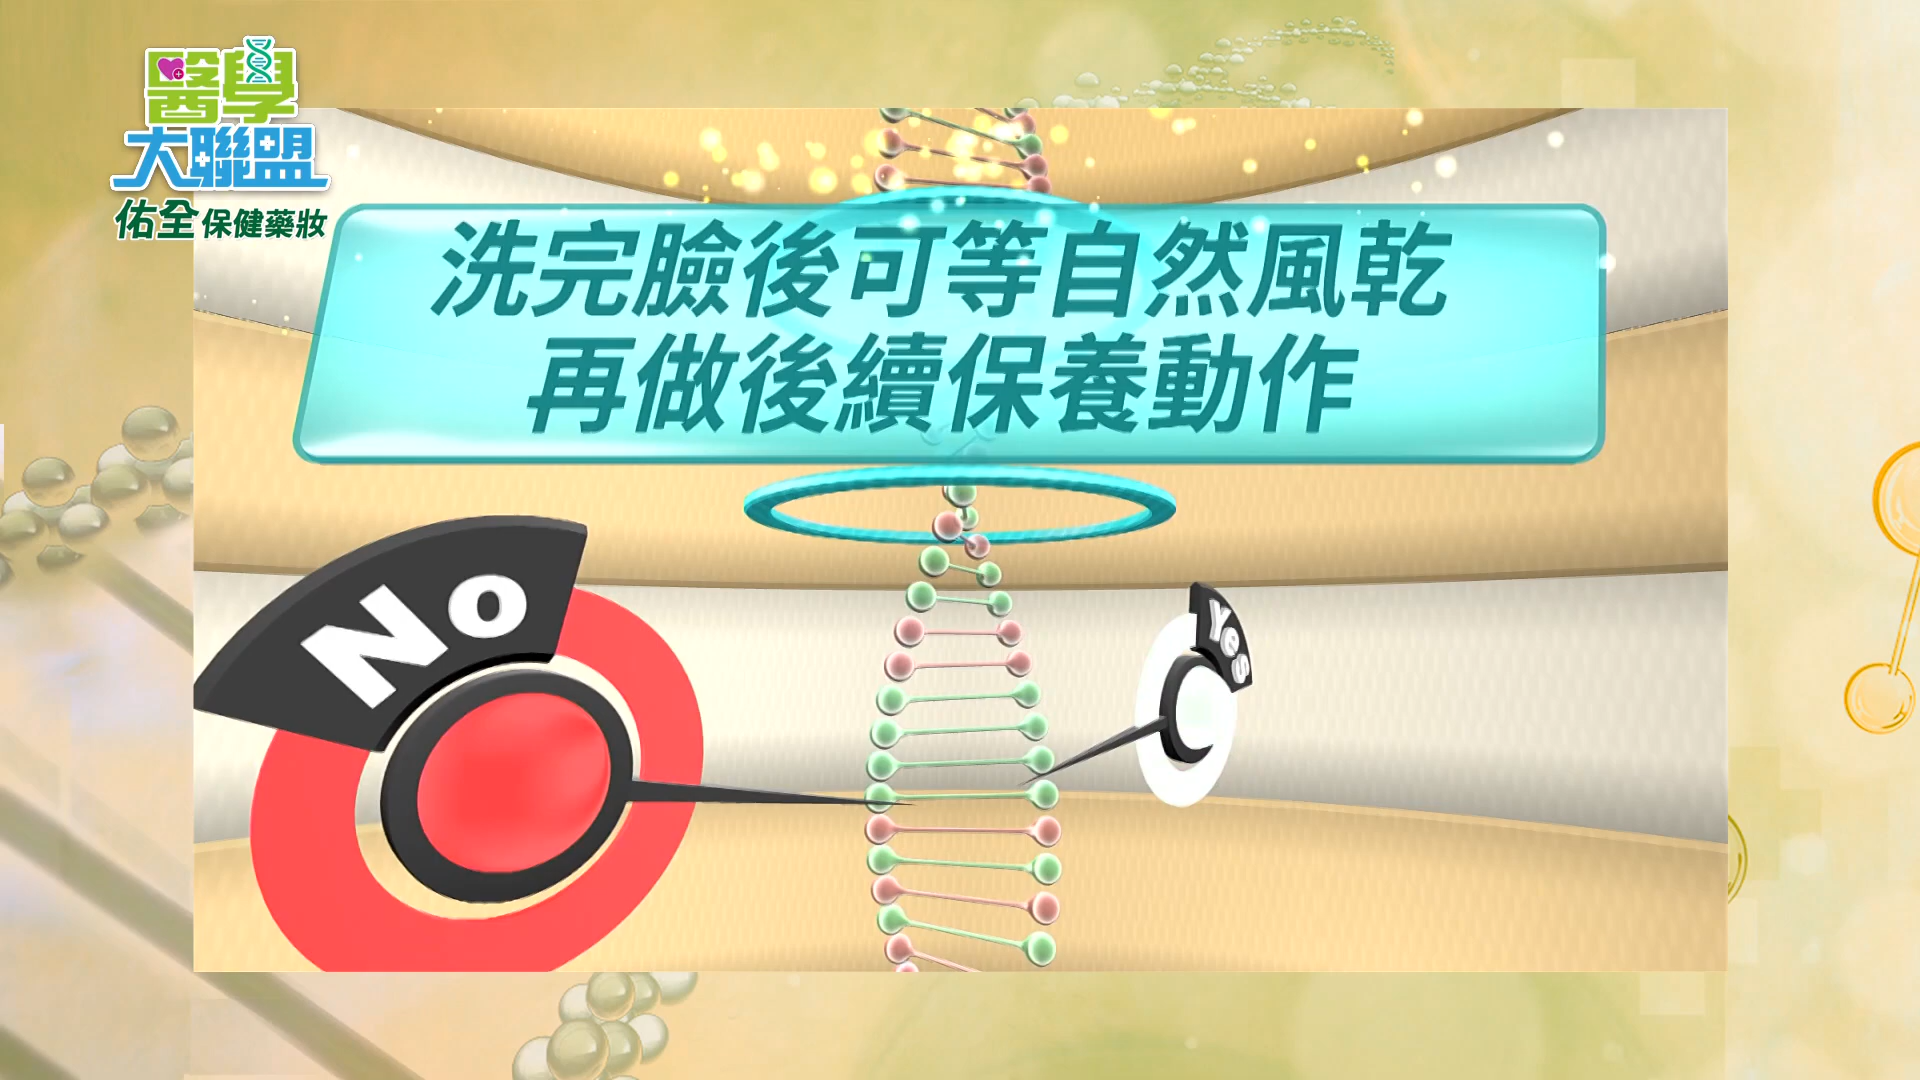 醫學
大聯盟
佑全保健藥妝
洗完臉後可等自然風乾
再做後續保養動作
No
Yes